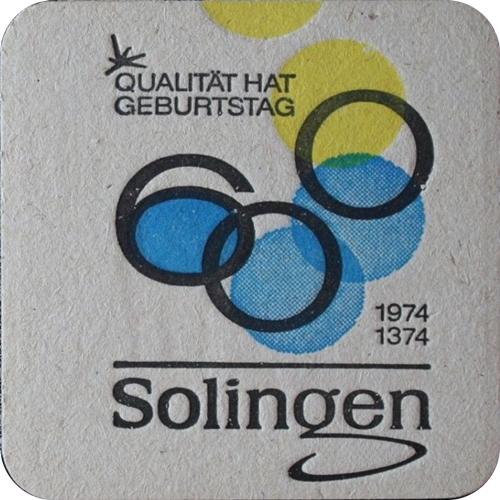 QUALITÄT HAT
GEBURTSTAG
600
1974
1374
Solingen